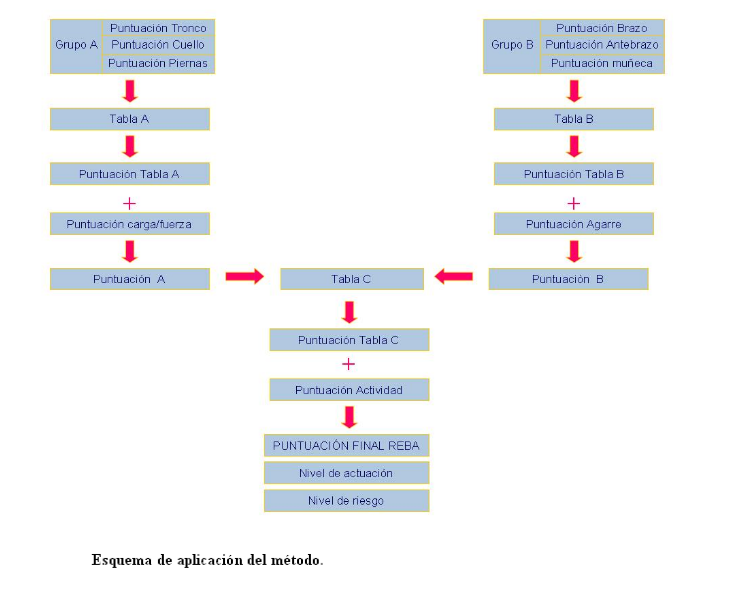 Grupo A
Puntuación Tronco
Puntuación Cuello
Puntuación Piernas
Tabla A
Puntuación Tabla A
+
Puntuación carga/fuerza
Puntuación A
Grupo B
Puntuación Brazo
Puntuación Antebrazo
Puntuación muñeca
Tabla B
Puntuación Tabla B
+
Puntuación Agarre
Puntuación B
Tabla C
Puntuación Tabla C
+
Puntuación Actividad
PUNTUACIÓN FINAL REBA
Nivel de actuación
Nivel de riesgo
Esquema de aplicación del método.